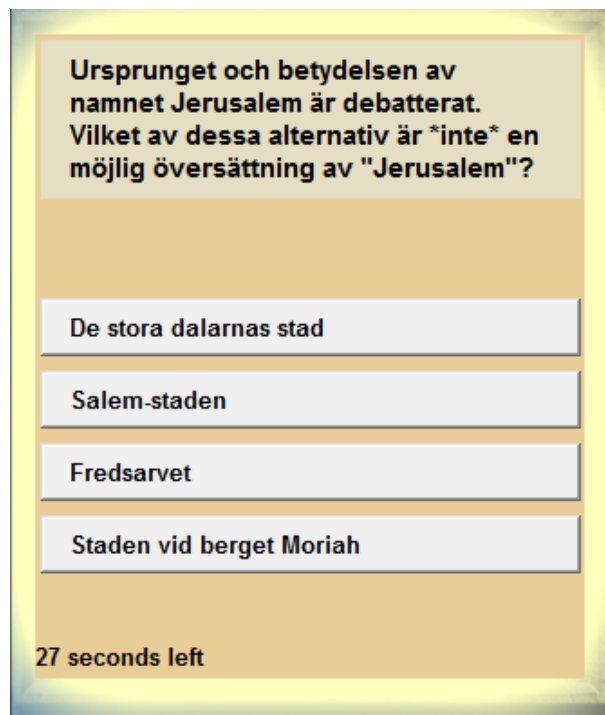 Ursprunget och betydelsen av
namnet Jerusalem är debatterat.
Vilket av dessa alternativ är *inte* en
möjlig översättning av "Jerusalem"?
De stora dalarnas stad
Salem-staden
Fredsarvet
Staden vid berget Moriah
27 seconds left